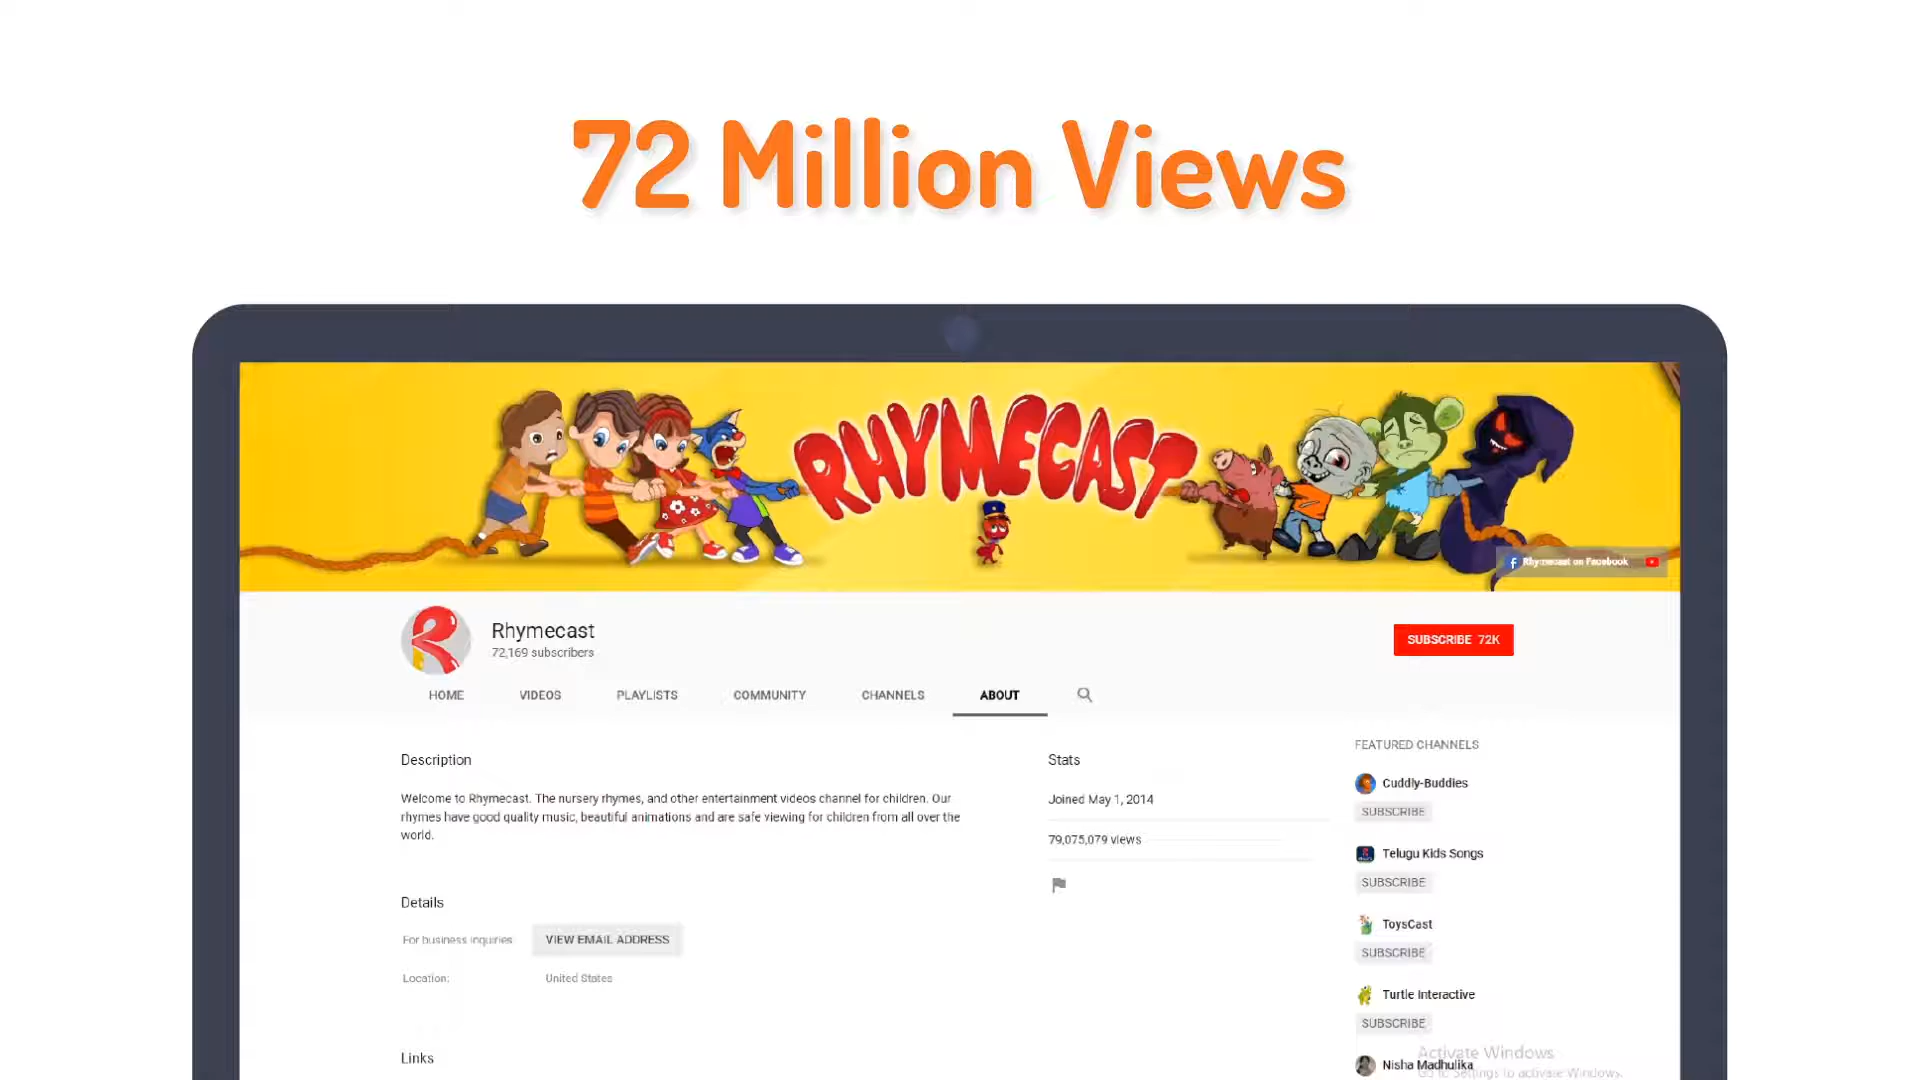 72 Million Views
RHYMECAST
Rhymecast on Facebook
Rhymecast
72,169 subscribers
SUBSCRIBE 72K
HOME VIDEOS PLAYLISTS COMMUNITY CHANNELS ABOUT
Description
Welcome to Rhymecast. The nursery rhymes, and other entertainment videos channel for children. Our
rhymes have good quality music, beautiful animations and are safe viewing for children from all over the
world.
Details
For business inquiries: VIEW EMAIL ADDRESS
Location: United States
Links
Stats
Joined May 1, 2014
79,075,079 views
FEATURED CHANNELS
Cuddly-Buddies
SUBSCRIBE
Telugu Kids Songs
SUBSCRIBE
ToysCast
SUBSCRIBE
Turtle Interactive
SUBSCRIBE
Nisha Madhulika
Activate Windows
Go to Settings to activate Windows.